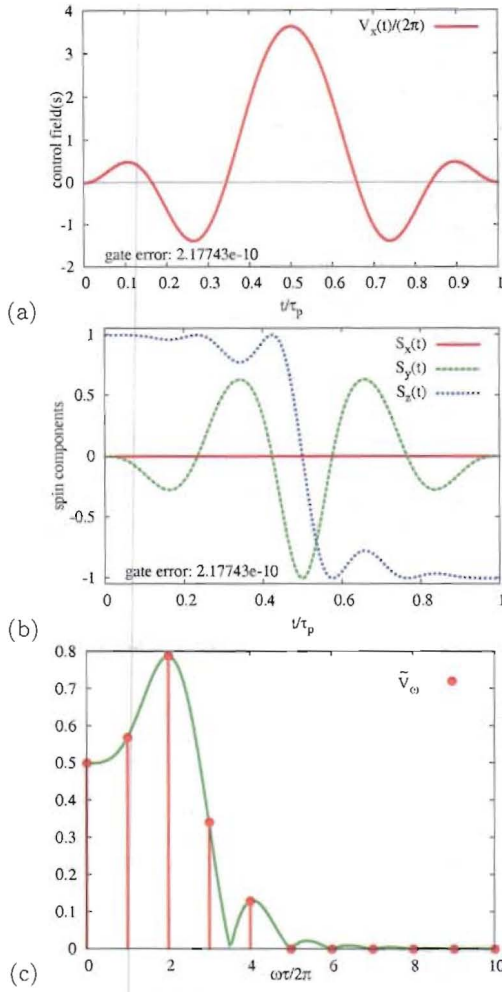 4
3
2
1
0
-1
-2
control field(s)
V_x(t)/(2π)
gate error: 2.17743e-10
0 0.1 0.2 0.3 0.4 0.5 0.6 0.7 0.8 0.9 1
t/τ_p
(a)
1
0.5
0
-0.5
-1
spin components
S_x(t)
S_y(t)
S_z(t)
gate error: 2.17743e-10
0 0.2 0.4 0.6 0.8 1
t/τ_p
(b)
0.8
0.7
0.6
0.5
0.4
0.3
0.2
0.1
0
Ṽ_ω
0 2 4 6 8 10
ωτ/2π
(c)